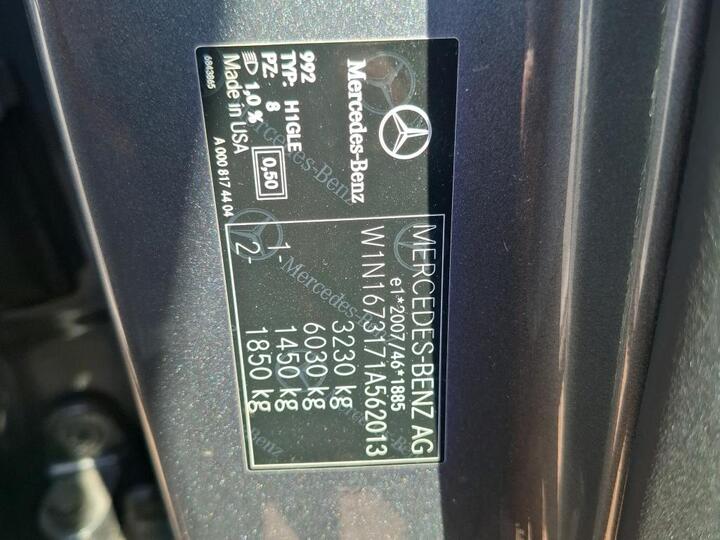 Mercedes-Benz
992
TYP: H1GLE
PZ: 8 0,50
1,0 %
Made in USA
6843865
A 000 817 44 04
MERCEDES-BENZ AG
e1*2007/46*1885
W1N1673171A562013
3230 kg
6030 kg
1- 1450 kg
2- 1850 kg